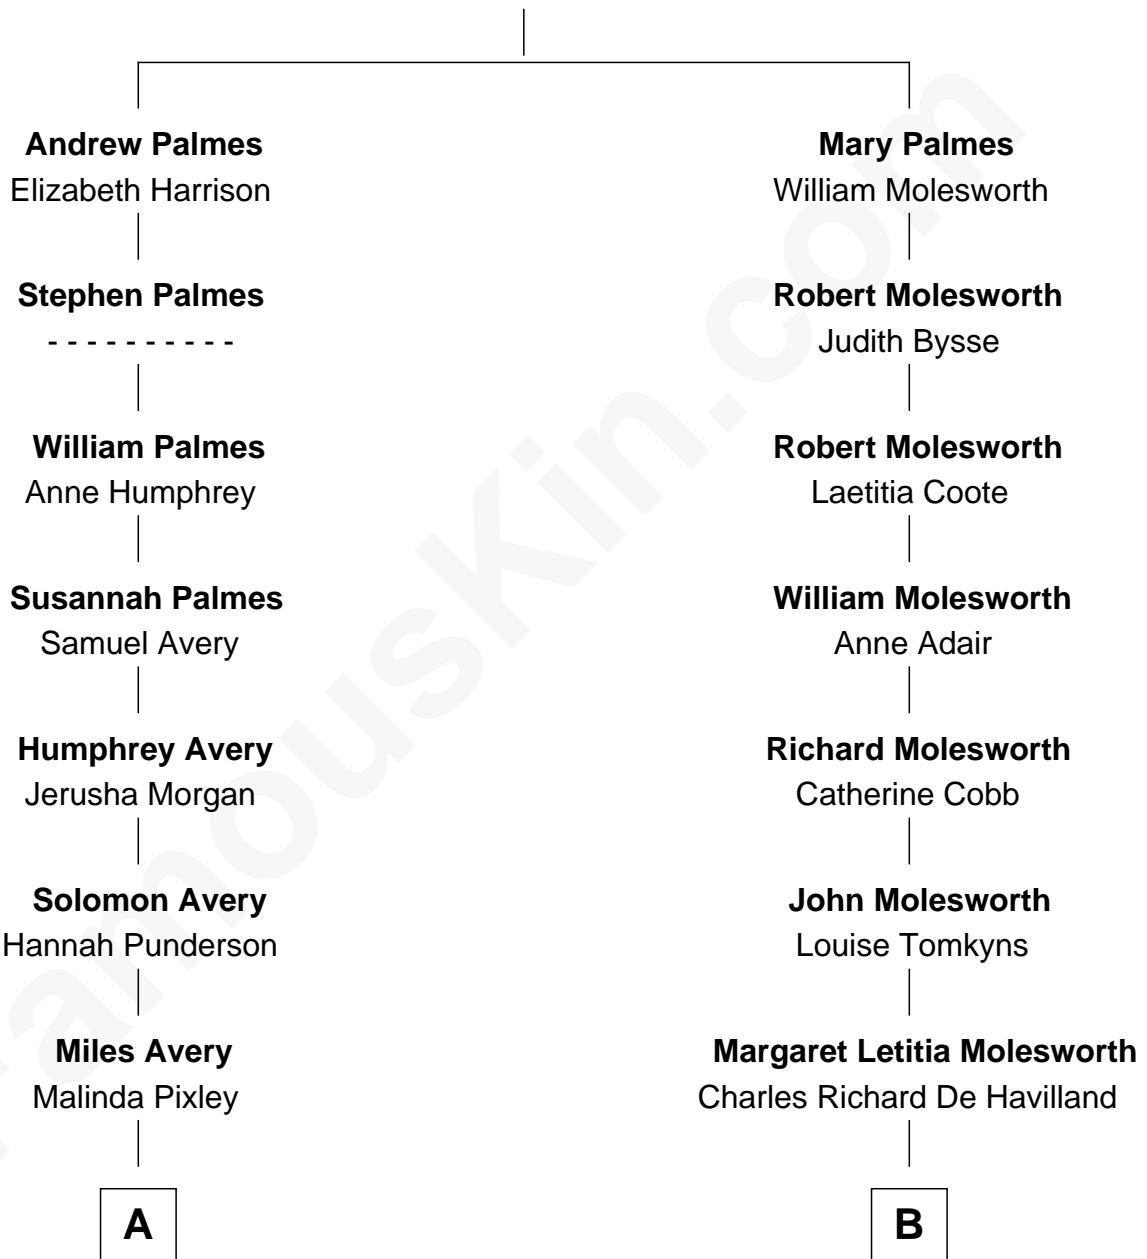 Andrew Palmes
Elizabeth Harrison
Stephen Palmes
- - - - - - - - - -
William Palmes
Anne Humphrey
Susannah Palmes
Samuel Avery
Humphrey Avery
Jerusha Morgan
Solomon Avery
Hannah Punderson
Miles Avery
Malinda Pixley
A
Mary Palmes
William Molesworth
Robert Molesworth
Judith Bysse
Robert Molesworth
Laetitia Coote
William Molesworth
Anne Adair
Richard Molesworth
Catherine Cobb
John Molesworth
Louise Tomkyns
Margaret Letitia Molesworth
Charles Richard De Havilland
B
FamousKin.com